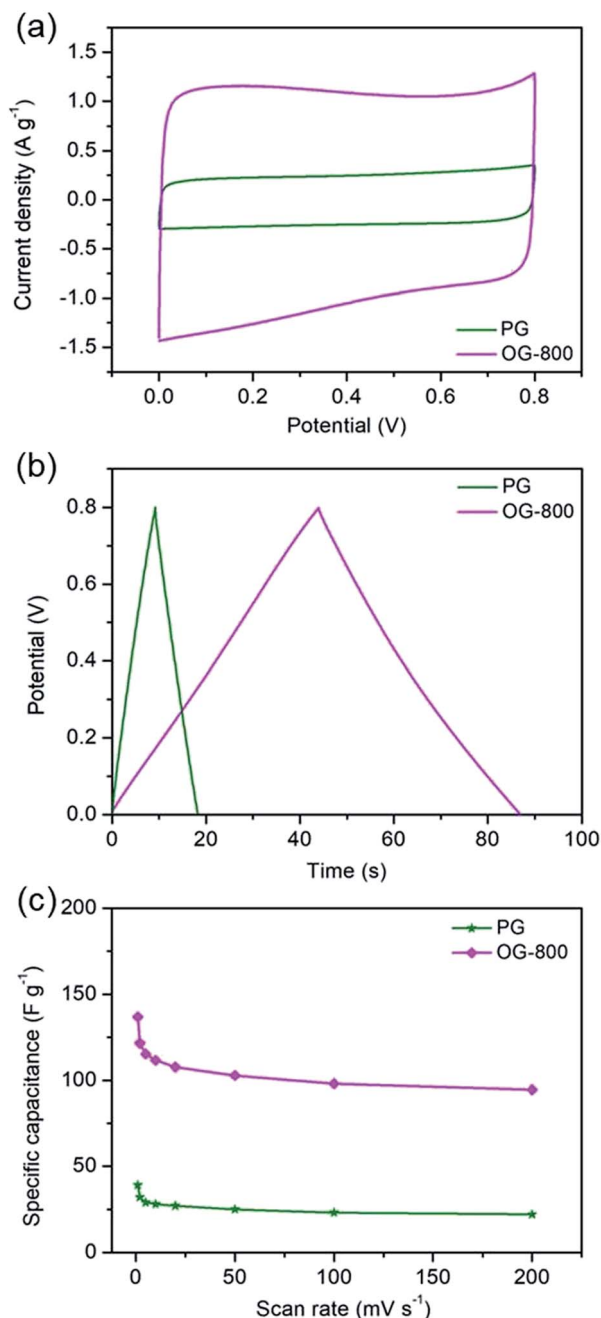 (a)
1.5
1.0
0.5
0.0
-0.5
-1.0
-1.5
Current density (A g⁻¹)
PG
OG-800
0.0 0.2 0.4 0.6 0.8
Potential (V)
(b)
0.8
0.6
0.4
0.2
0.0
Potential (V)
PG
OG-800
0 20 40 60 80 100
Time (s)
(c)
200
150
100
50
0
Specific capacitance (F g⁻¹)
PG
OG-800
0 50 100 150 200
Scan rate (mV s⁻¹)